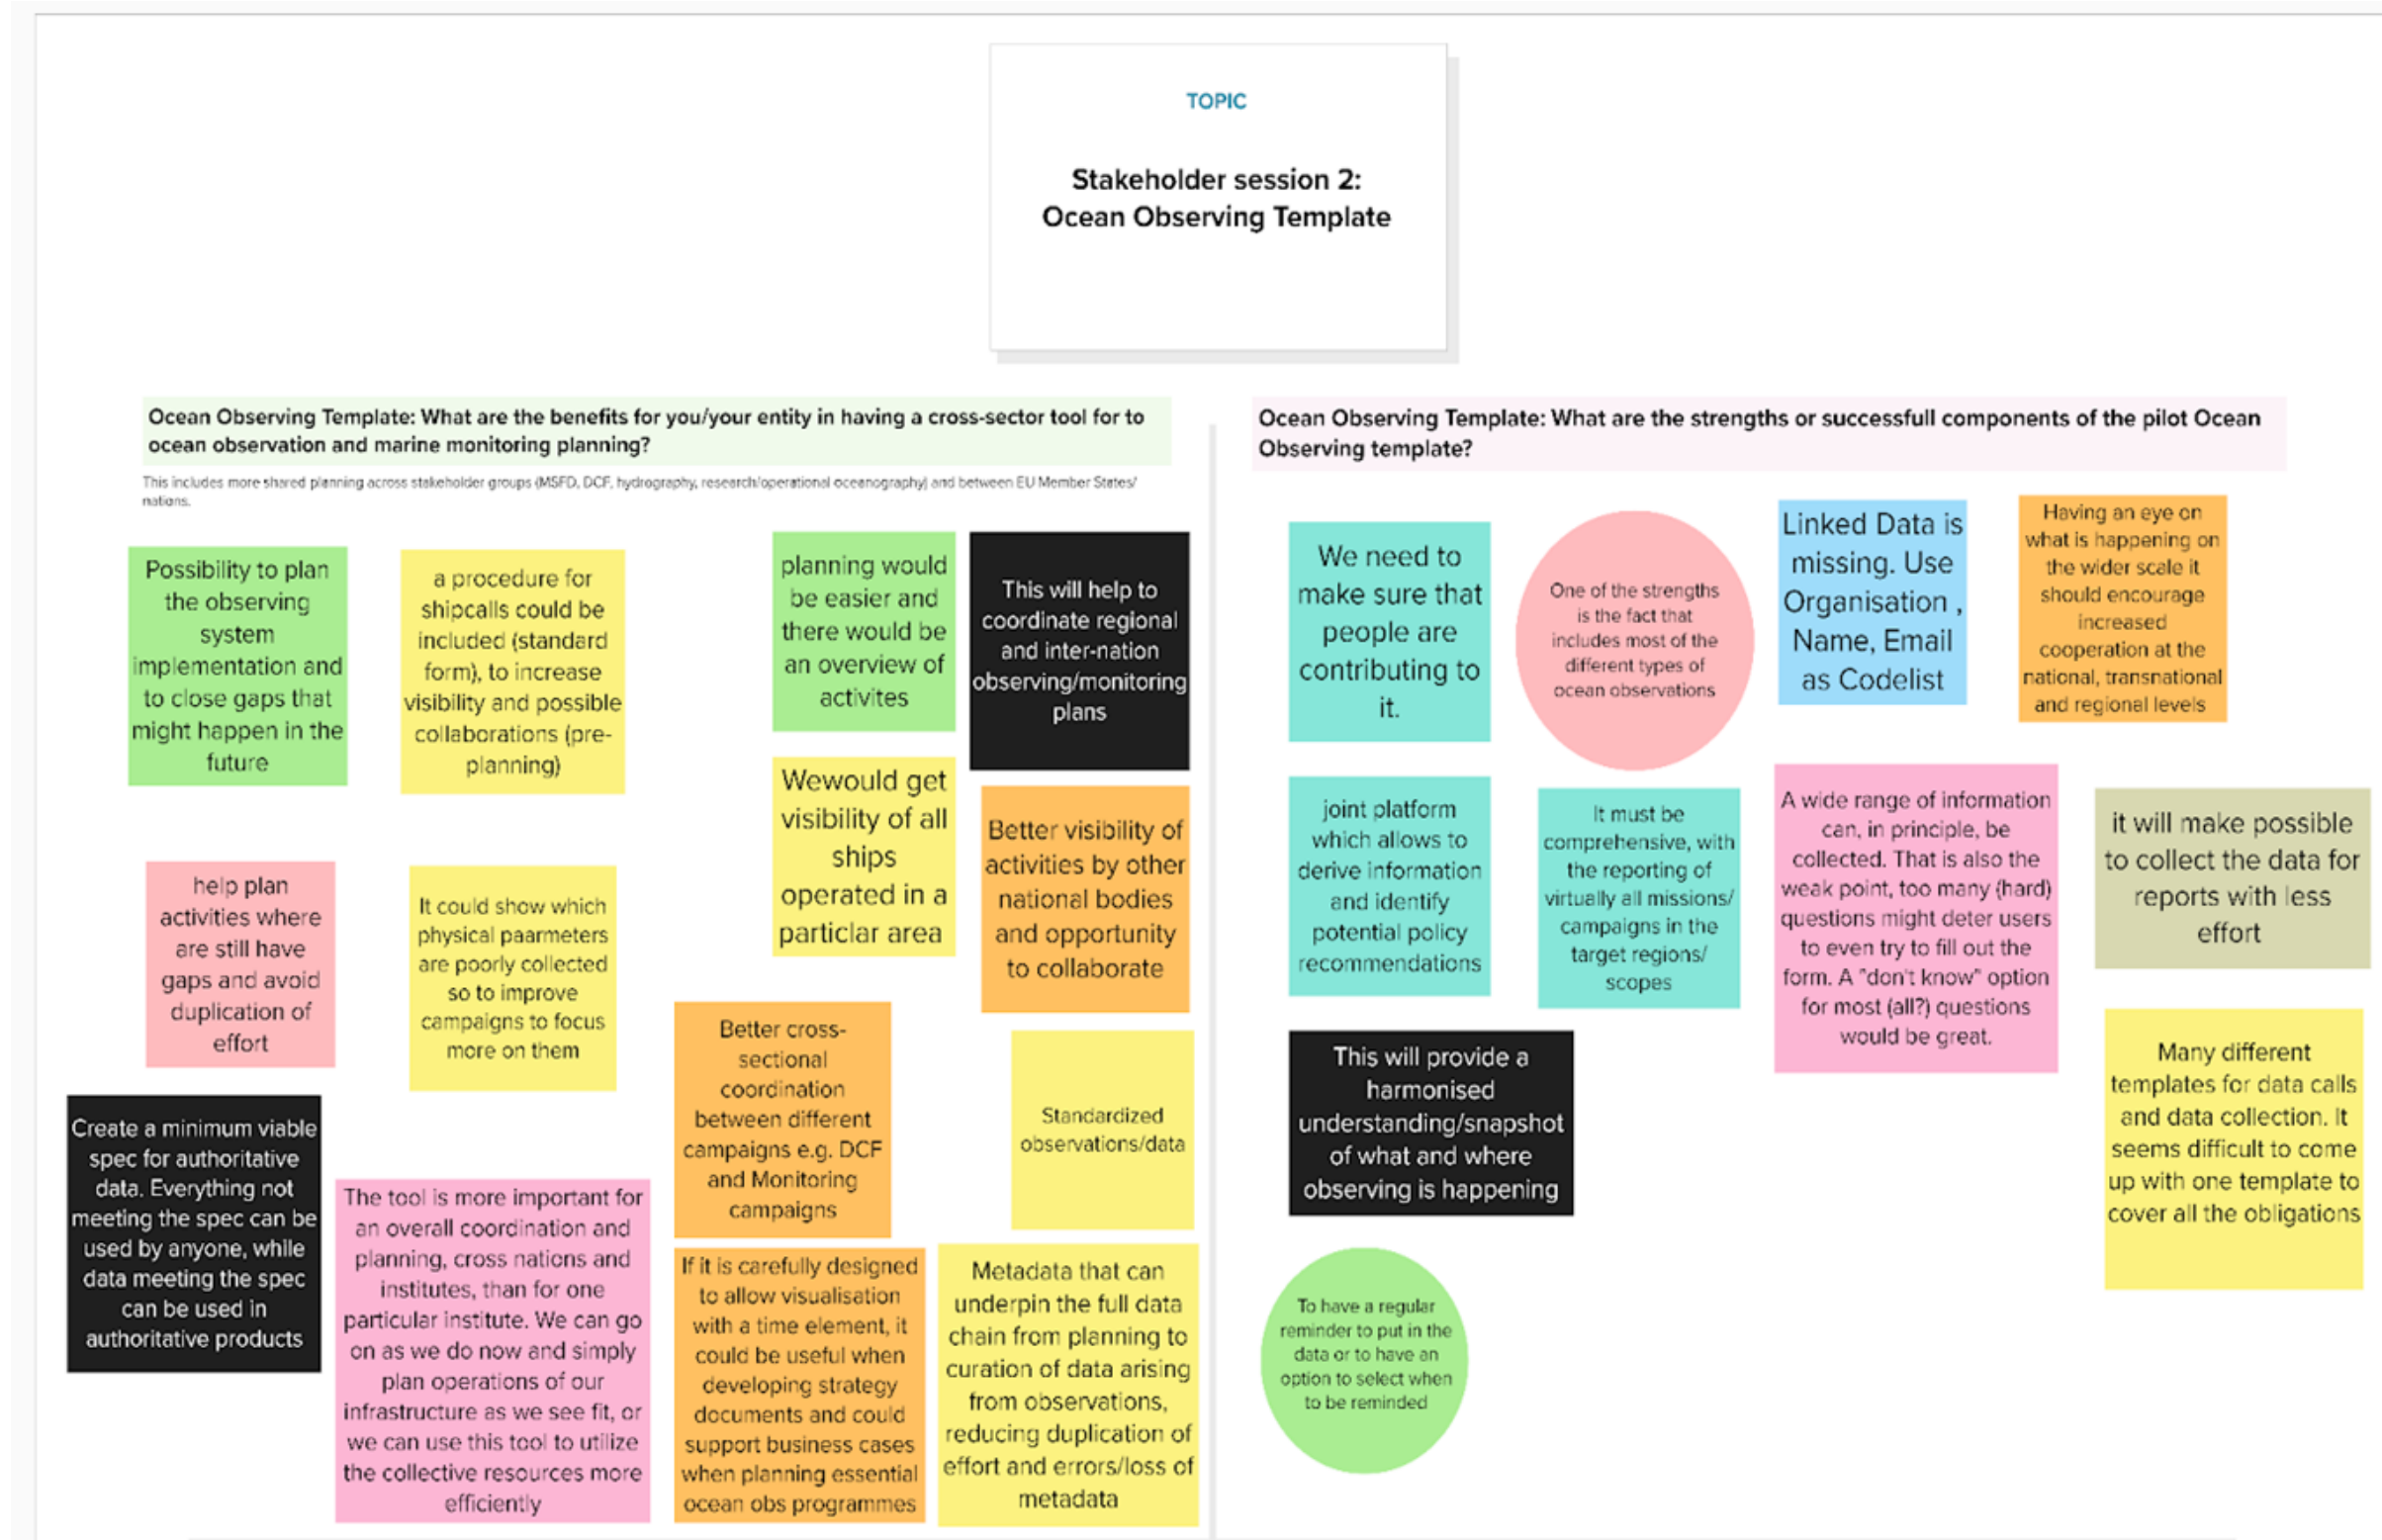 TOPIC
Stakeholder session 2:
Ocean Observing Template
Ocean Observing Template: What are the benefits for you/your entity in having a cross-sector tool for to
ocean observation and marine monitoring planning?
This includes more shared planning across stakeholder groups (MSFD, DCF, hydrography, research/operational oceanography) and between EU Member States/
nations.
Possibility to plan
the observing
system
implementation and
to close gaps that
might happen in the
future
a procedure for
shipcalls could be
included (standard
form), to increase
visibility and possible
collaborations (pre-
planning)
planning would
be easier and
there would be
an overview of
activites
This will help to
coordinate regional
and inter-nation
observing/monitoring
plans
Wewould get
visibility of all
ships
operated in a
particlar area
Better visibility of
activities by other
national bodies
and opportunity
to collaborate
help plan
activities where
are still have
gaps and avoid
duplication of
effort
It could show which
physical paarmeters
are poorly collected
so to improve
campaigns to focus
more on them
Better cross-
sectional
coordination
between different
campaigns e.g. DCF
and Monitoring
campaigns
Standardized
observations/data
Create a minimum viable
spec for authoritative
data. Everything not
meeting the spec can be
used by anyone, while
data meeting the spec
can be used in
authoritative products
The tool is more important for
an overall coordination and
planning, cross nations and
institutes, than for one
particular institute. We can go
on as we do now and simply
plan operations of our
infrastructure as we see fit, or
we can use this tool to utilize
the collective resources more
efficiently
If it is carefully designed
to allow visualisation
with a time element, it
could be useful when
developing strategy
documents and could
support business cases
when planning essential
ocean obs programmes
Metadata that can
underpin the full data
chain from planning to
curation of data arising
from observations,
reducing duplication of
effort and errors/loss of
metadata
Ocean Observing Template: What are the strengths or successfull components of the pilot Ocean
Observing template?
We need to
make sure that
people are
contributing to
it.
One of the strengths
is the fact that
includes most of the
different types of
ocean observations
Linked Data is
missing. Use
Organisation ,
Name, Email
as Codelist
Having an eye on
what is happening on
the wider scale it
should encourage
increased
cooperation at the
national, transnational
and regional levels
joint platform
which allows to
derive information
and identify
potential policy
recommendations
It must be
comprehensive, with
the reporting of
virtually all missions/
campaigns in the
target regions/
scopes
A wide range of information
can, in principle, be
collected. That is also the
weak point, too many (hard)
questions might deter users
to even try to fill out the
form. A "don't know" option
for most (all?) questions
would be great.
it will make possible
to collect the data for
reports with less
effort
This will provide a
harmonised
understanding/snapshot
of what and where
observing is happening
Many different
templates for data calls
and data collection. It
seems difficult to come
up with one template to
cover all the obligations
To have a regular
reminder to put in the
data or to have an
option to select when
to be reminded